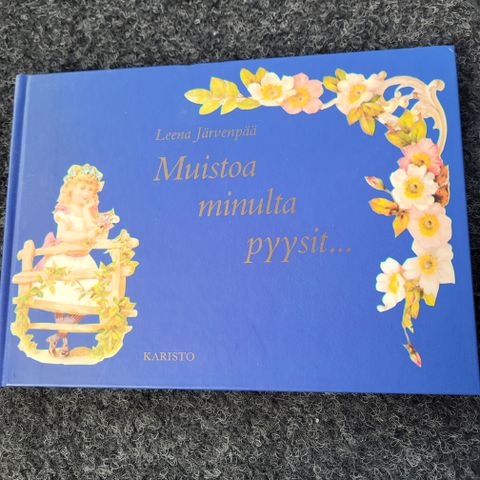 Leena Järvenpää
Muistoa
minulta
pyysit...
KARISTO